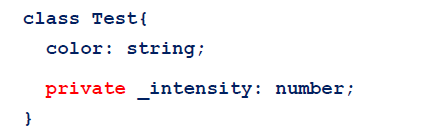 class Test{
color: string;
private _intensity: number;
}